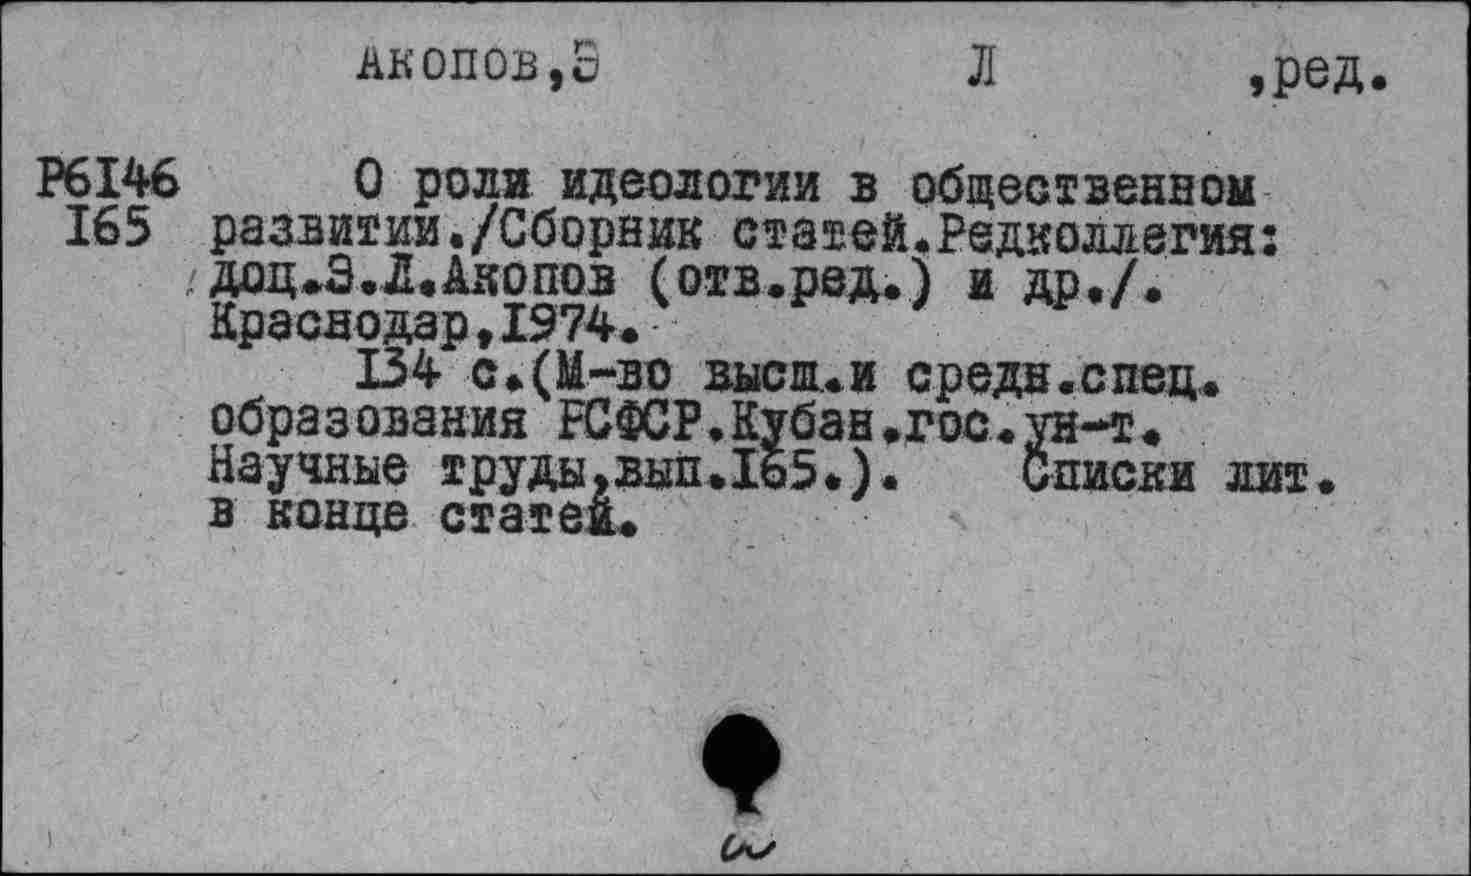 Акопов,Э Л ,ред.
Р6146 О роли идеологии в общественном
165 развитии./Сборник статей.Редколлегия:
доц.Э.Л.Акопов (отв.ред.) и др./.
Краснодар,1974.
134 с.(М-во высш.и средн.спец.
образования РСФСР.Кубан.гос.ун-т.
Научные труды,вып.165.). Списки лит.
в конце статей.